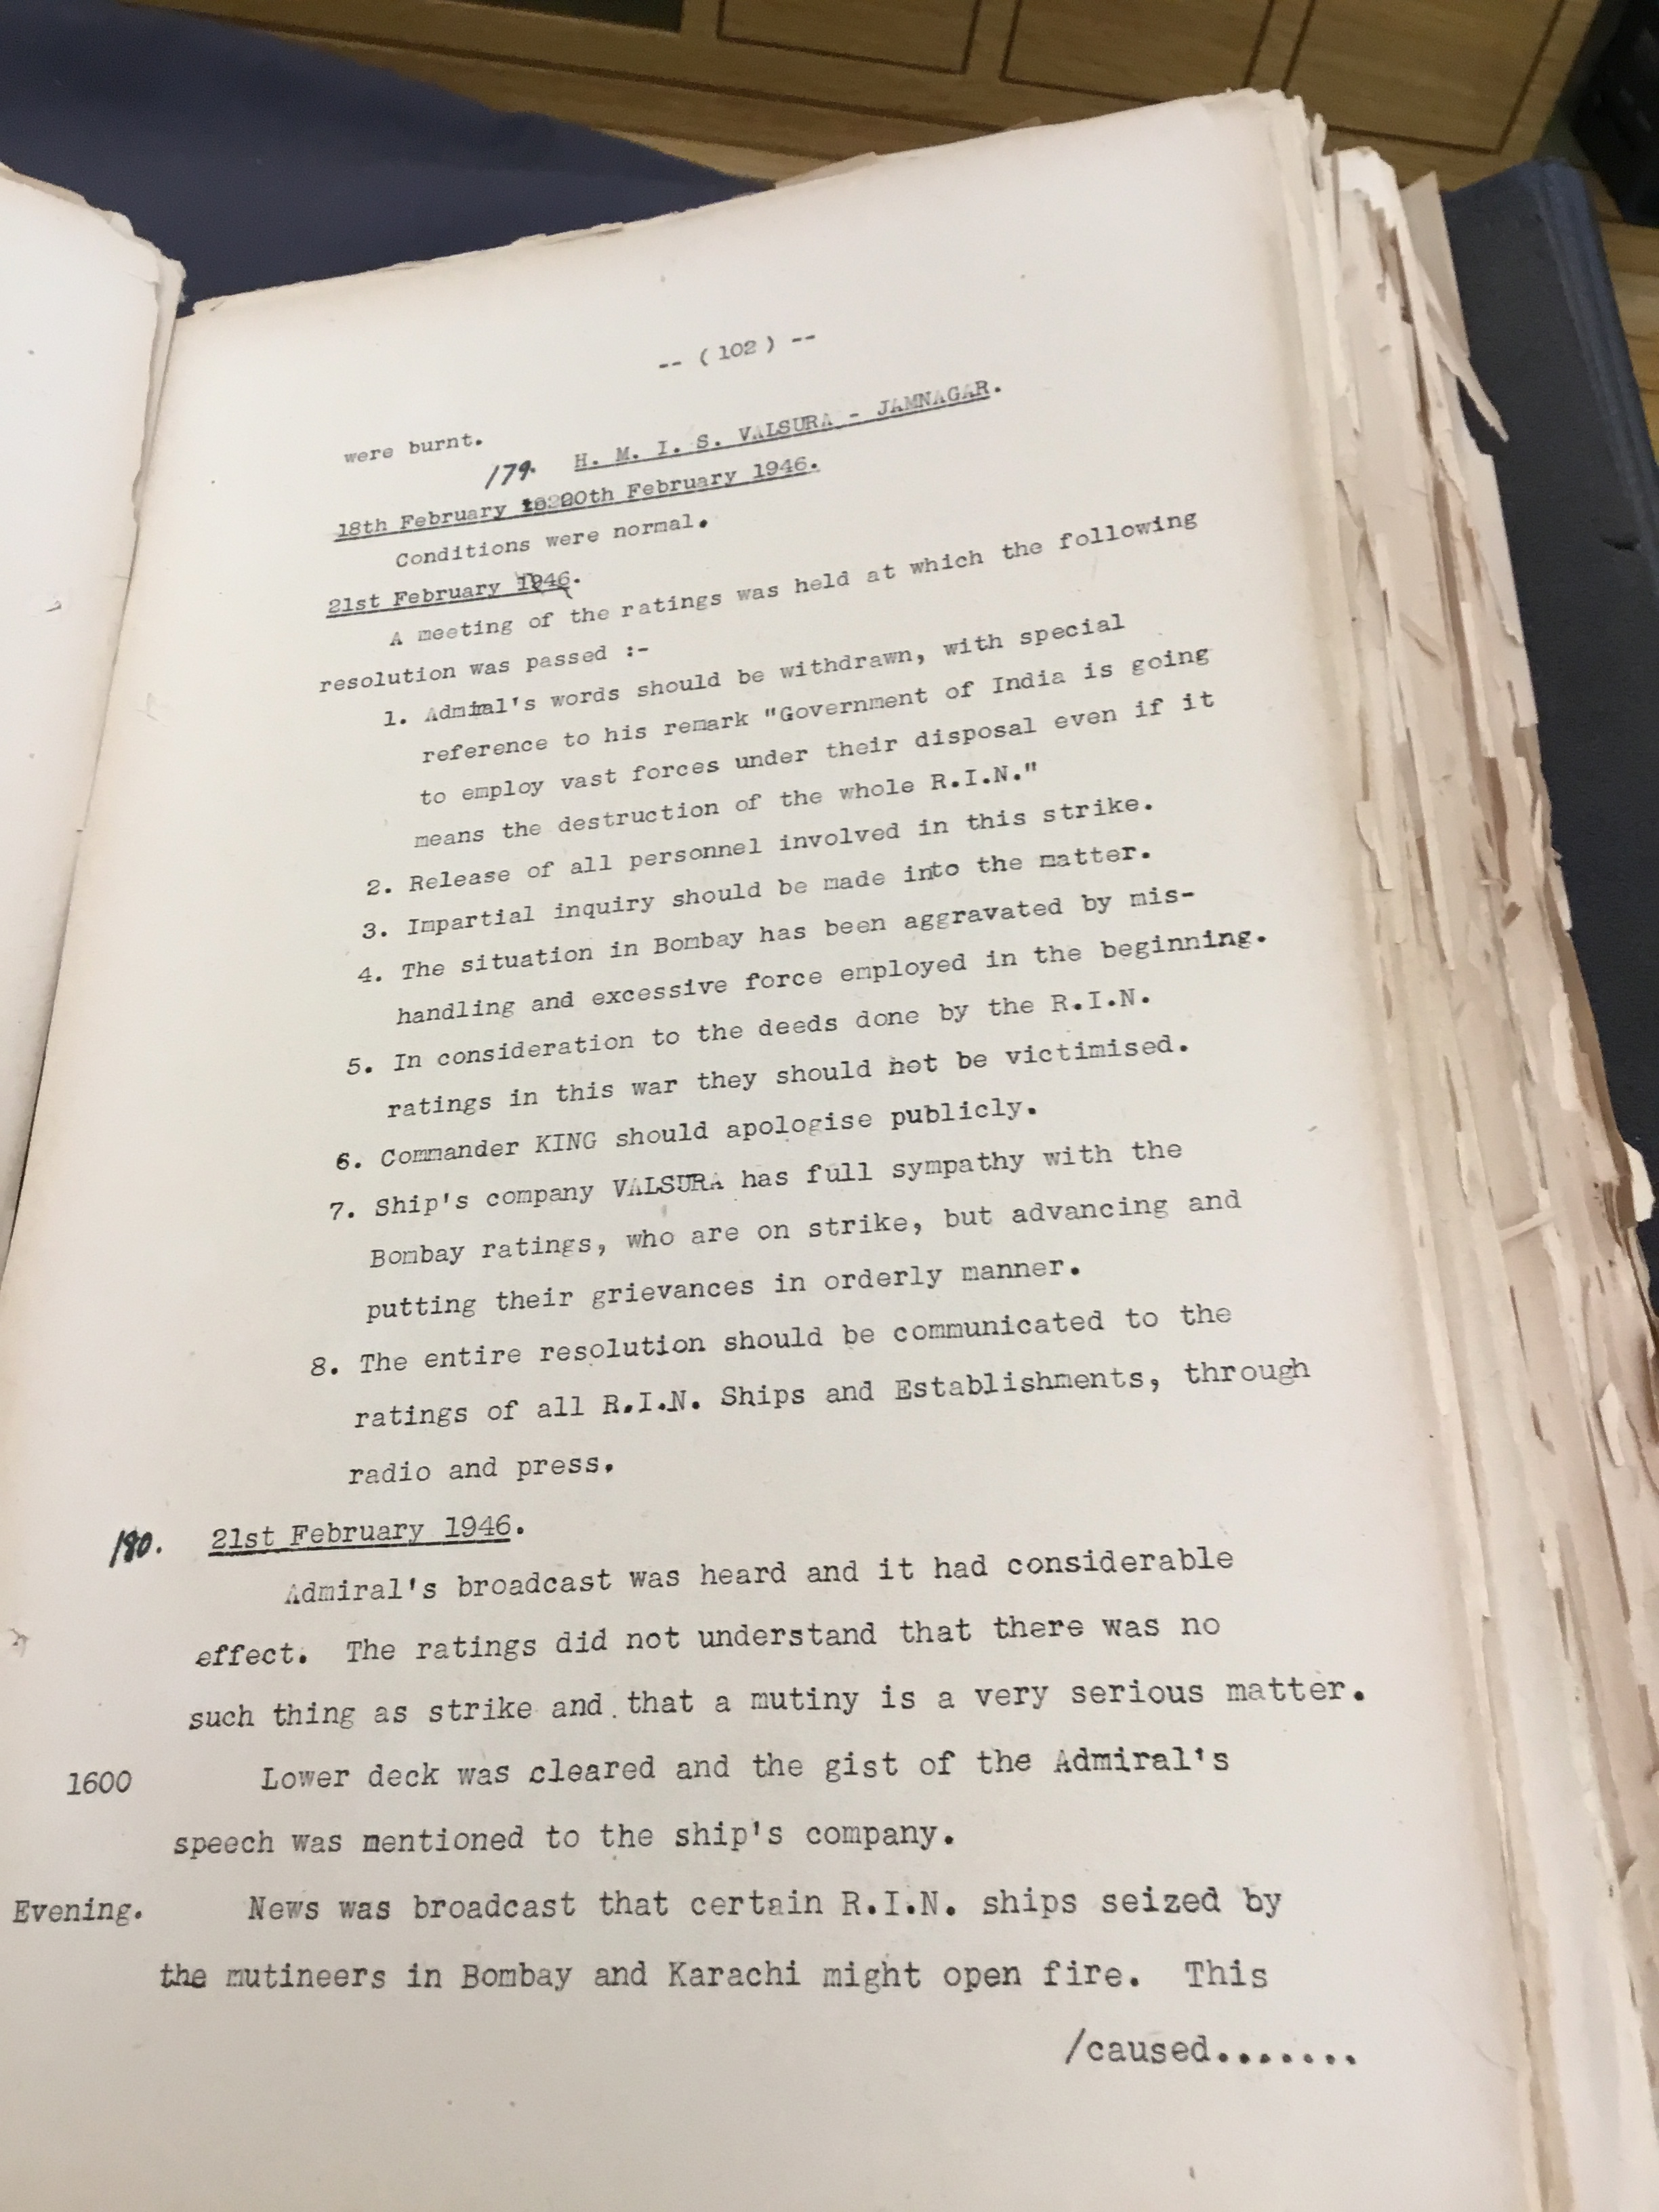 -- ( 102 ) --
were burnt.
179. H. M. I. S. VALSURA - JAMNAGAR.
18th February to 20th February 1946.
Conditions were normal.
21st February 1946.
A meeting of the ratings was held at which the following
resolution was passed :-
1. Admiral's words should be withdrawn, with special
reference to his remark "Government of India is going
to employ vast forces under their disposal even if it
means the destruction of the whole R.I.N."
2. Release of all personnel involved in this strike.
3. Impartial inquiry should be made into the matter.
4. The situation in Bombay has been aggravated by mis-
handling and excessive force employed in the beginning.
5. In consideration to the deeds done by the R.I.N.
ratings in this war they should not be victimised.
6. Commander KING should apologise publicly.
7. Ship's company VALSURA has full sympathy with the
Bombay ratings, who are on strike, but advancing and
putting their grievances in orderly manner.
8. The entire resolution should be communicated to the
ratings of all R.I.N. Ships and Establishments, through
radio and press.
180. 21st February 1946.
Admiral's broadcast was heard and it had considerable
effect. The ratings did not understand that there was no
such thing as strike and that a mutiny is a very serious matter.
1600 Lower deck was cleared and the gist of the Admiral's
speech was mentioned to the ship's company.
Evening. News was broadcast that certain R.I.N. ships seized by
the mutineers in Bombay and Karachi might open fire. This
/caused........